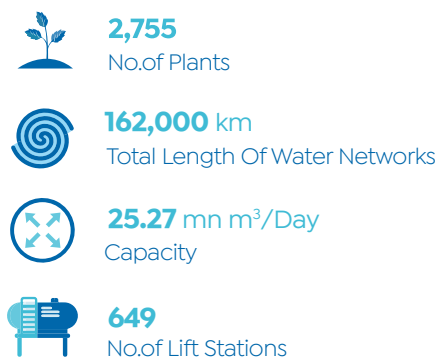 2,755
No.of Plants
162,000 km
Total Length Of Water Networks
25.27 mn m³/Day
Capacity
649
No.of Lift Stations